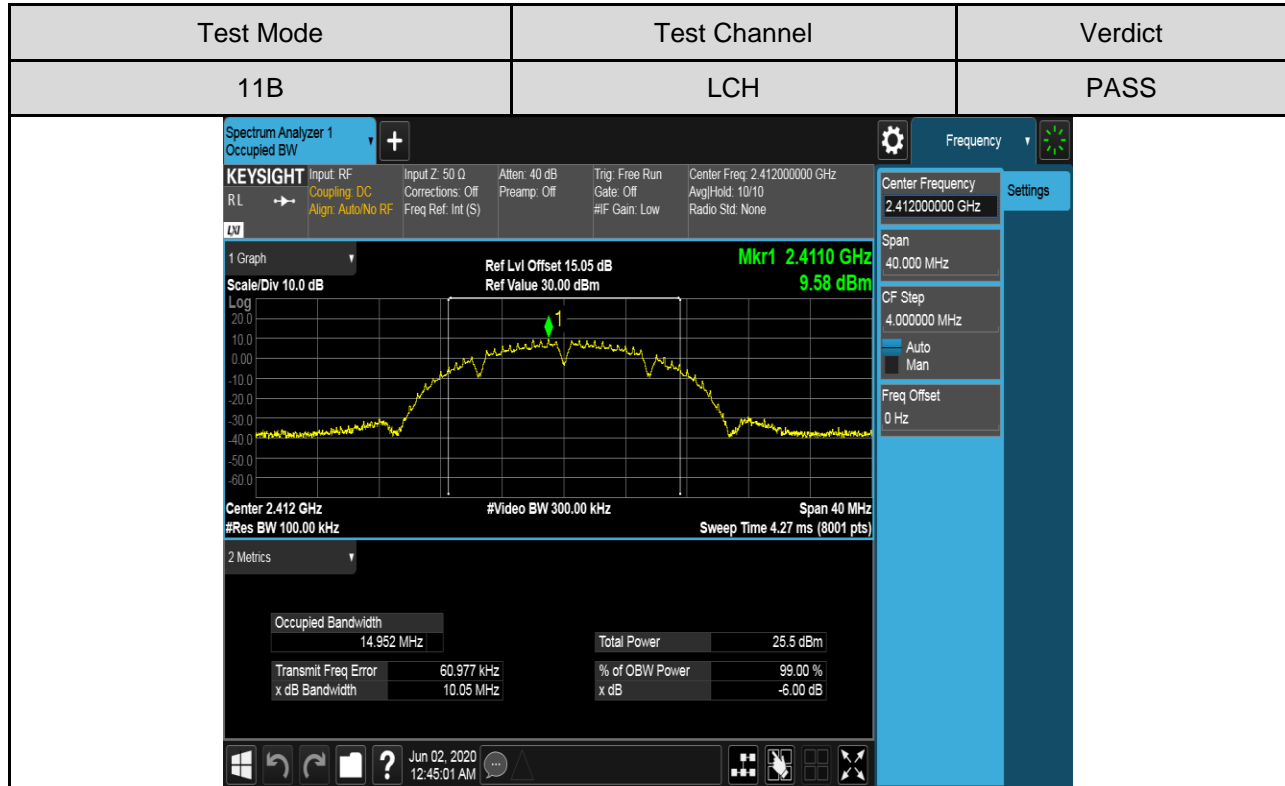 Test Mode
Test Channel
Verdict
11B
LCH
PASS
Spectrum Analyzer 1
Occupied BW
Frequency
KEYSIGHT
RL
LXI
Input: RF
Coupling: DC
Align: Auto/No RF
Input Z: 50 Ω
Corrections: Off
Freq Ref: Int (S)
Atten: 40 dB
Preamp: Off
Trig: Free Run
Gate: Off
#IF Gain: Low
Center Freq: 2.412000000 GHz
Avg|Hold: 10/10
Radio Std: None
Center Frequency
2.412000000 GHz
Settings
Span
40.000 MHz
CF Step
4.000000 MHz
Auto
Man
Freq Offset
0 Hz
1 Graph
Scale/Div 10.0 dB
Ref Lvl Offset 15.05 dB
Ref Value 30.00 dBm
Mkr1 2.4110 GHz
9.58 dBm
Log
20.0
10.0
0.00
-10.0
-20.0
-30.0
-40.0
-50.0
-60.0
1
Center 2.412 GHz
#Video BW 300.00 kHz
Span 40 MHz
#Res BW 100.00 kHz
Sweep Time 4.27 ms (8001 pts)
2 Metrics
Occupied Bandwidth
14.952 MHz
Total Power 25.5 dBm
Transmit Freq Error 60.977 kHz
% of OBW Power 99.00 %
x dB Bandwidth 10.05 MHz
x dB -6.00 dB
?
Jun 02, 2020
12:45:01 AM